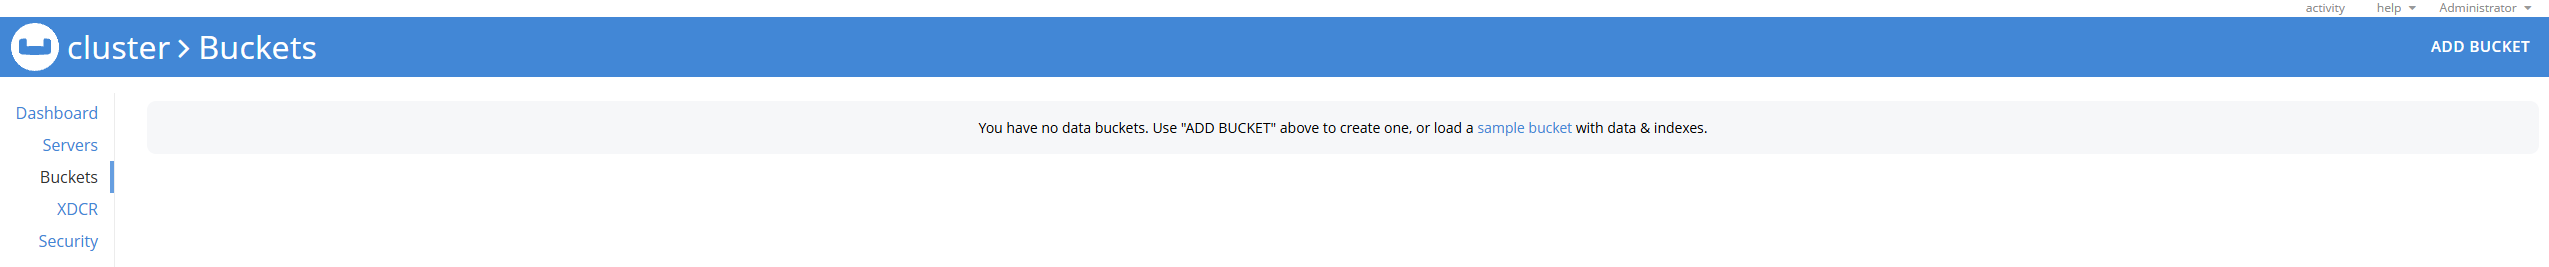 activity help Administrator
cluster > Buckets ADD BUCKET
Dashboard
You have no data buckets. Use "ADD BUCKET" above to create one, or load a sample bucket with data & indexes.
Servers
Buckets
XDCR
Security